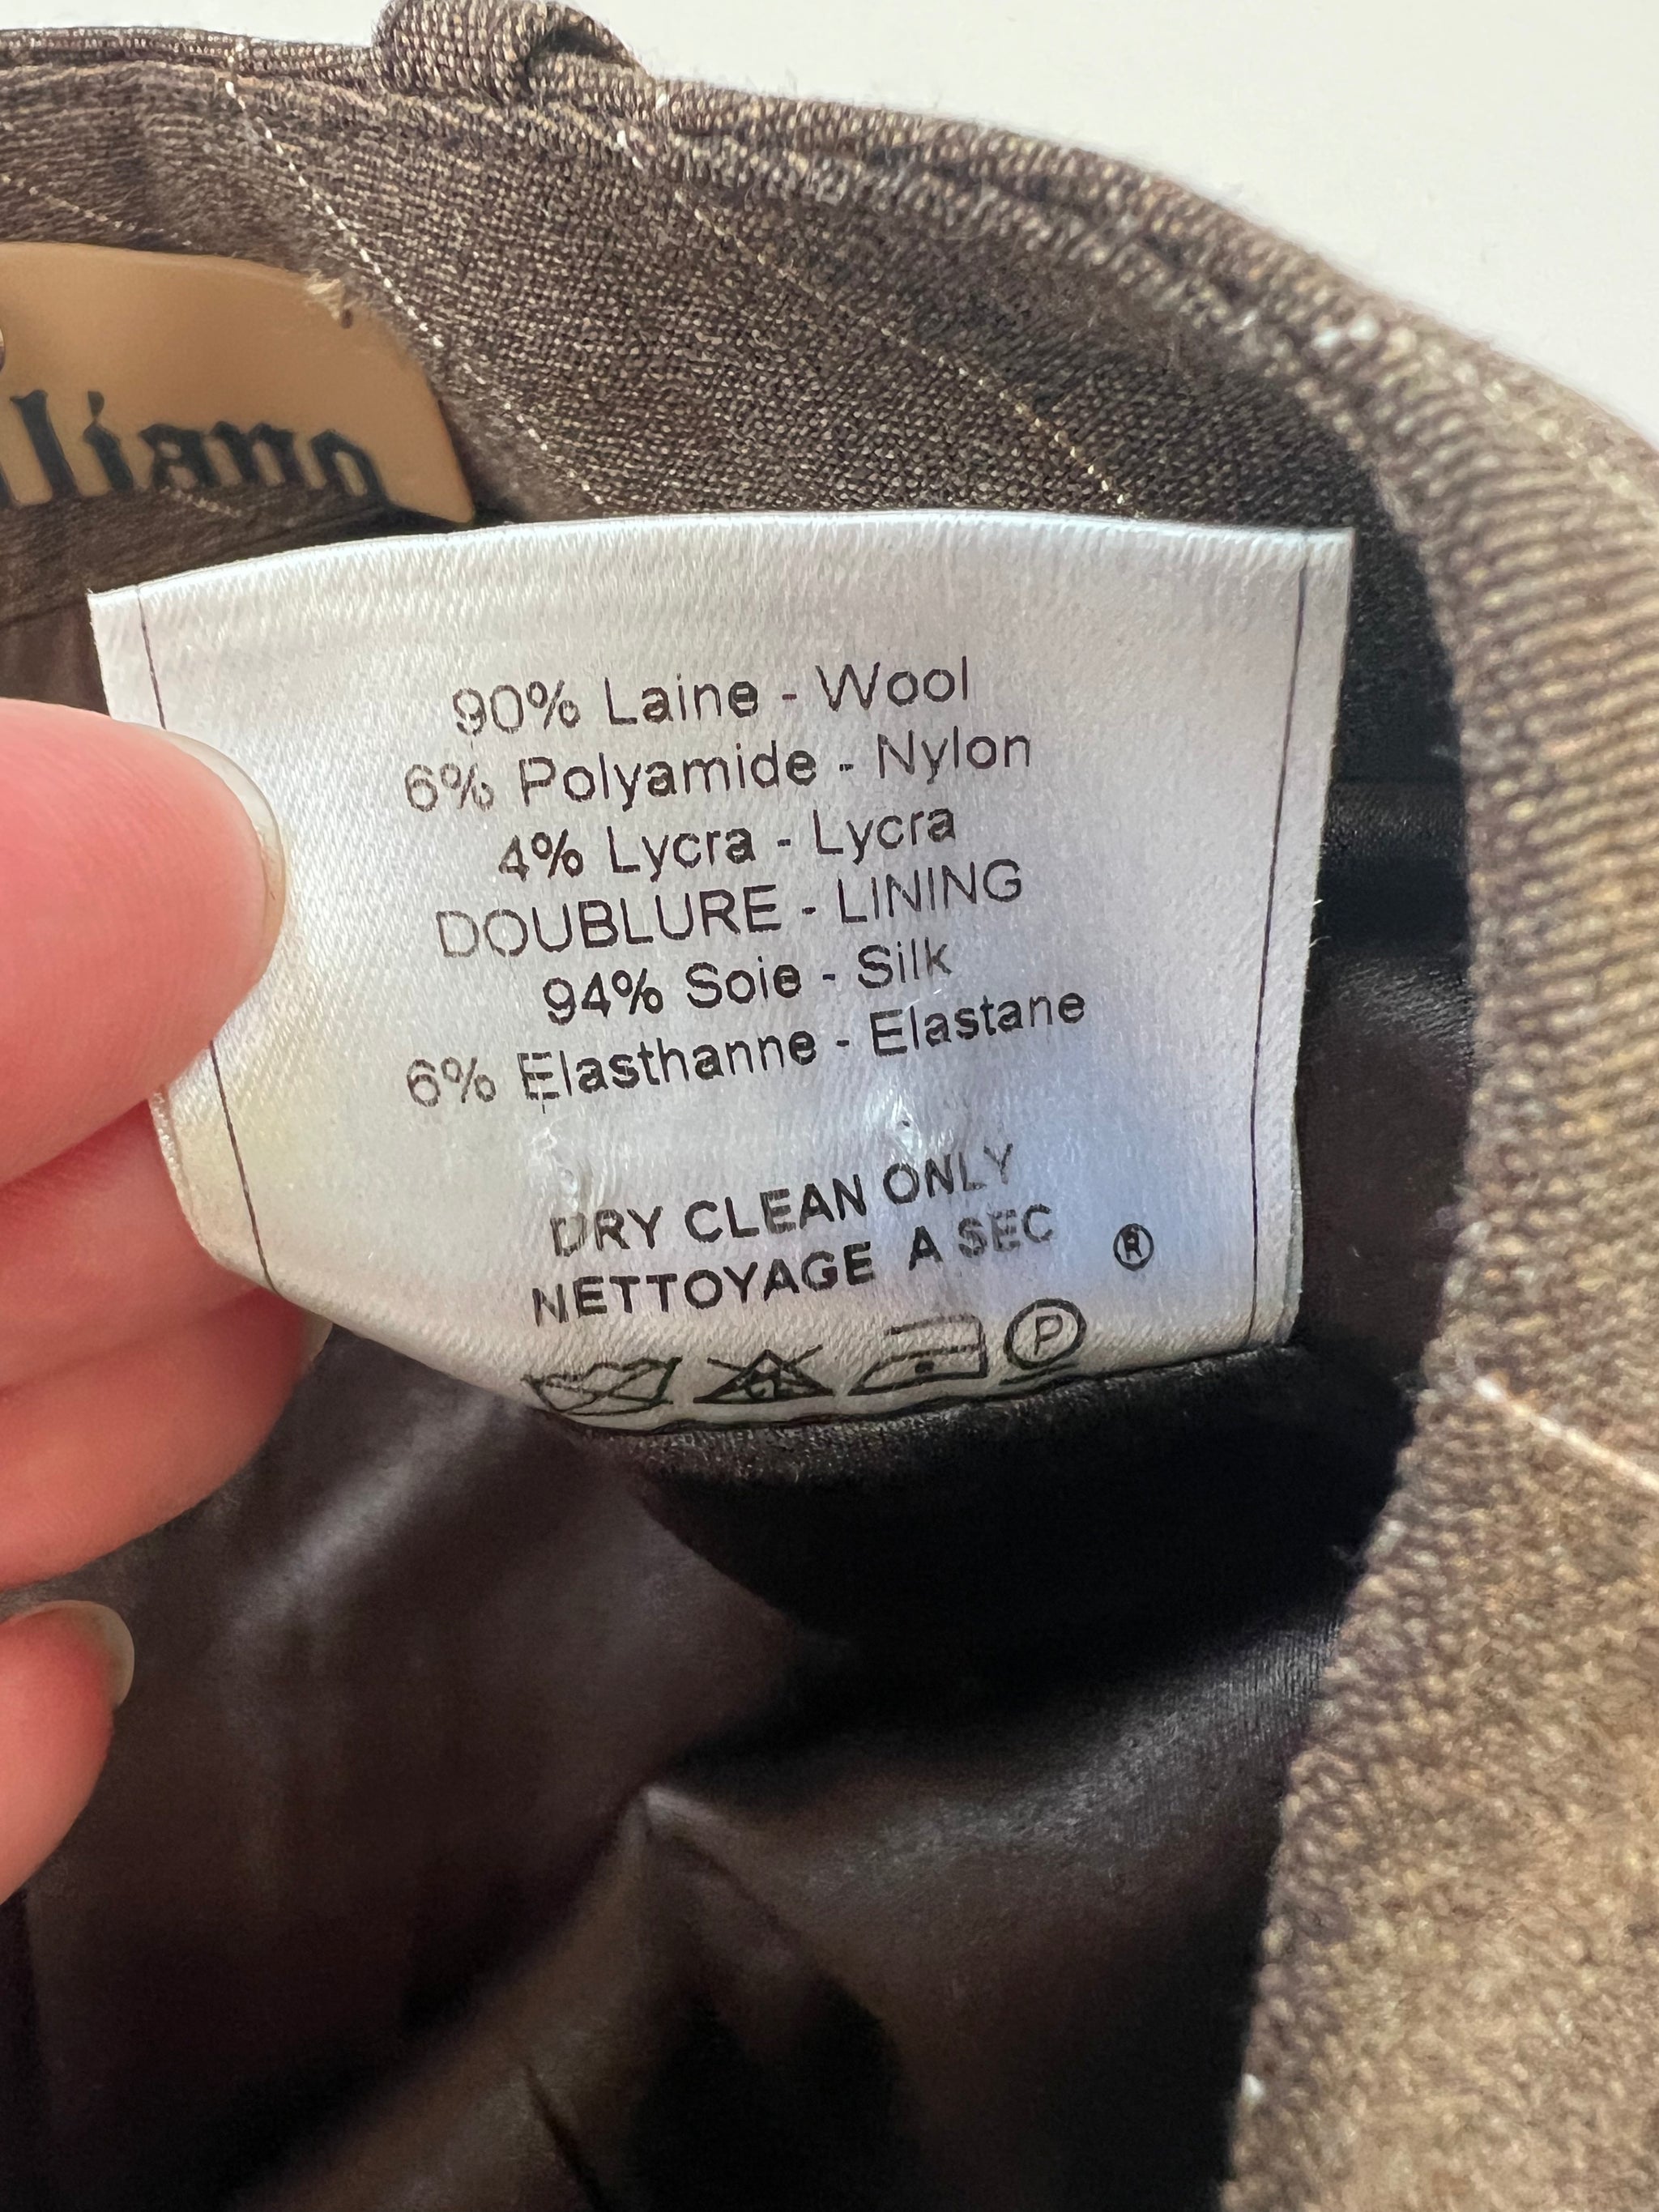 90% Laine - Wool
6% Polyamide - Nylon
4% Lycra - Lycra
DOUBLURE - LINING
94% Soie - Silk
6% Elasthanne - Elastane
DRY CLEAN ONLY
NETTOYAGE A SEC
®
P